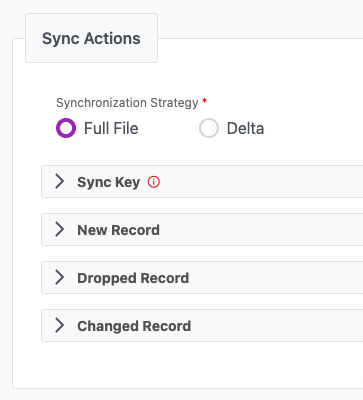 Sync Actions
Synchronization Strategy *
Full File Delta
Sync Key
New Record
Dropped Record
Changed Record